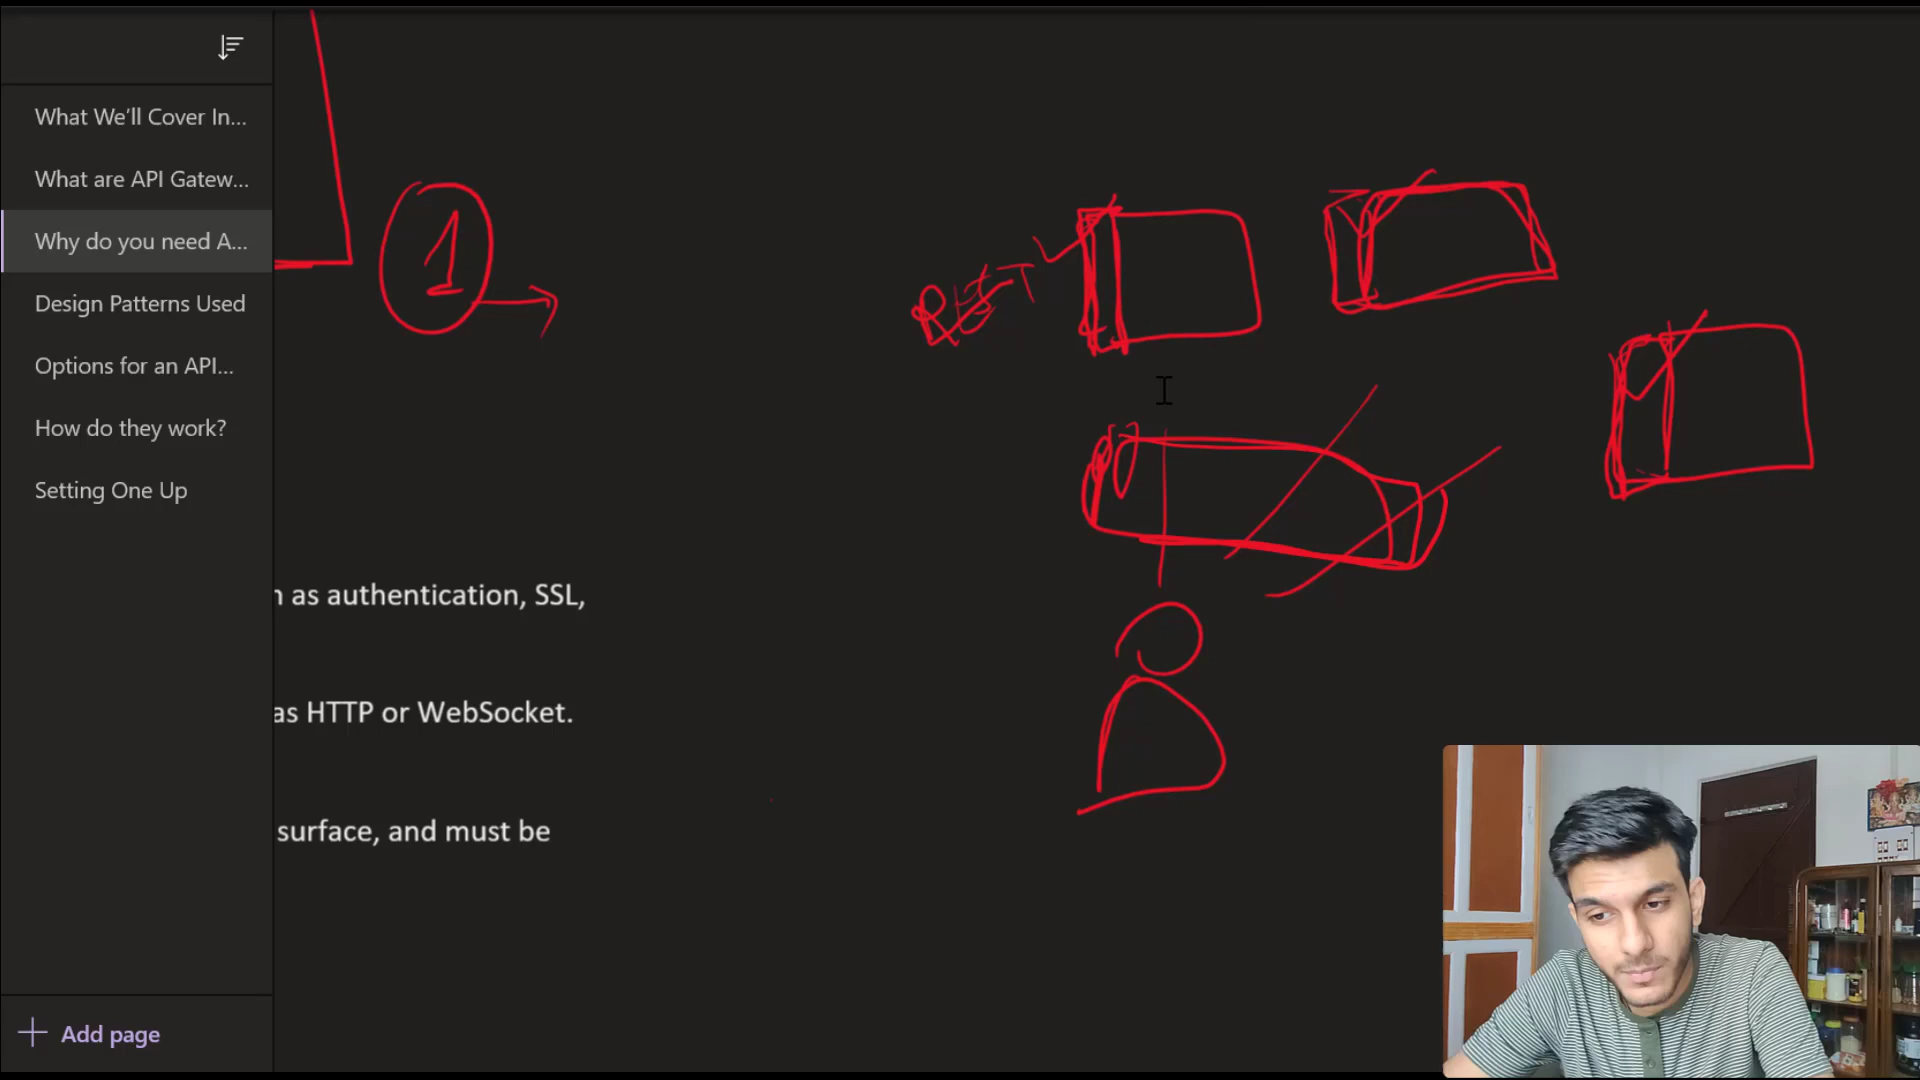 What We'll Cover In...
What are API Gatew...
Why do you need A...
Design Patterns Used
Options for an API...
How do they work?
Setting One Up
Add page
1
REST
as authentication, SSL,
as HTTP or WebSocket.
surface, and must be